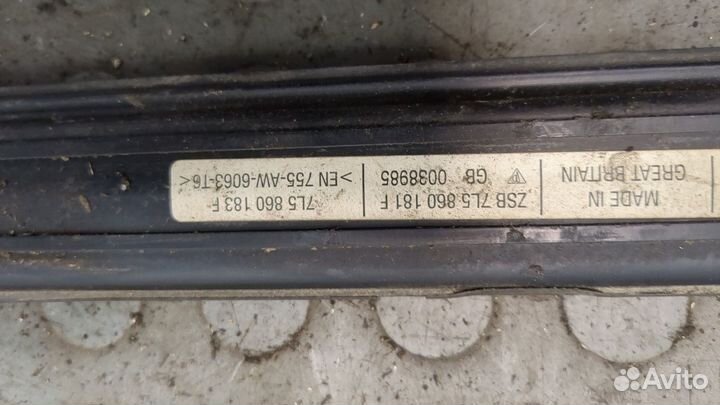 MADE IN
GREAT BRITAIN
ZSB 7L5 860 181 F
GB 0038985
7L5 860 183 F
>EN 755-AW-6063-T6<
Avito